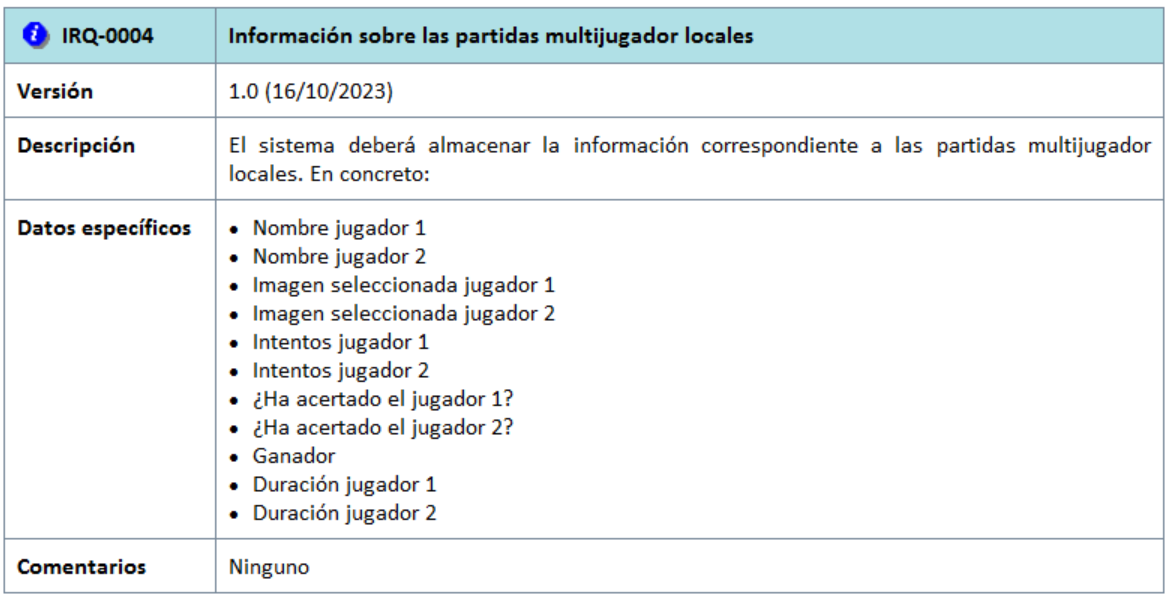 IRQ-0004 Información sobre las partidas multijugador locales
Versión 1.0 (16/10/2023)
Descripción El sistema deberá almacenar la información correspondiente a las partidas multijugador
locales. En concreto:
Datos específicos • Nombre jugador 1
• Nombre jugador 2
• Imagen seleccionada jugador 1
• Imagen seleccionada jugador 2
• Intentos jugador 1
• Intentos jugador 2
• ¿Ha acertado el jugador 1?
• ¿Ha acertado el jugador 2?
• Ganador
• Duración jugador 1
• Duración jugador 2
Comentarios Ninguno